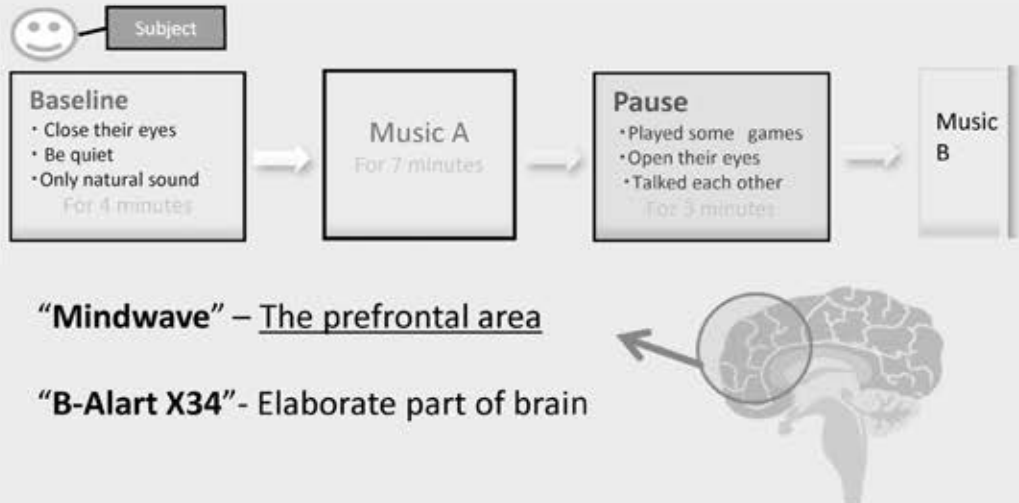 Subject
Baseline
・Close their eyes
・Be quiet
・Only natural sound
For 4 minutes
Music A
For 7 minutes
Pause
・Played some games
・Open their eyes
・Talked each other
For 3 minutes
Music
B
“Mindwave” – The prefrontal area
“B-Alart X34”- Elaborate part of brain